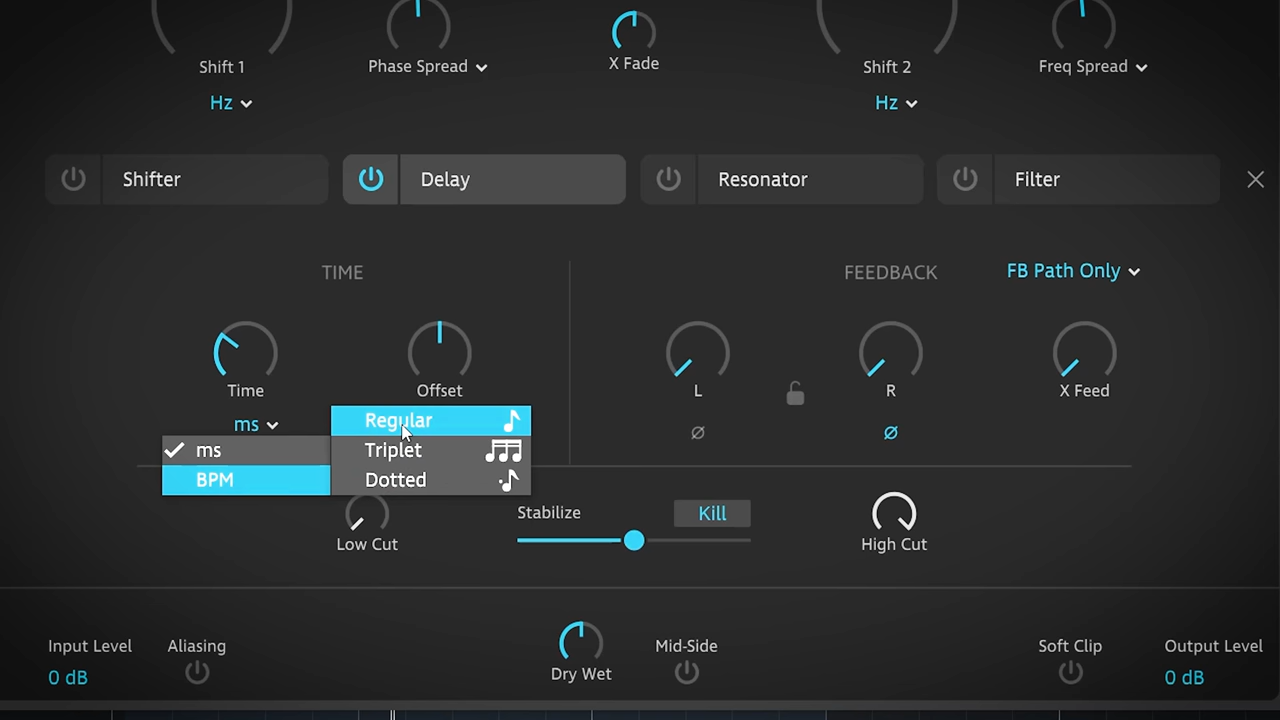 Shift 1
Phase Spread
X Fade
Shift 2
Freq Spread
Hz
Hz
Shifter
Delay
Resonator
Filter
TIME
FEEDBACK
FB Path Only
Time
Offset
L
R
X Feed
ms
Regular
ms
Triplet
BPM
Dotted
Low Cut
Stabilize
Kill
High Cut
Input Level
Aliasing
Dry Wet
Mid-Side
Soft Clip
Output Level
0 dB
0 dB